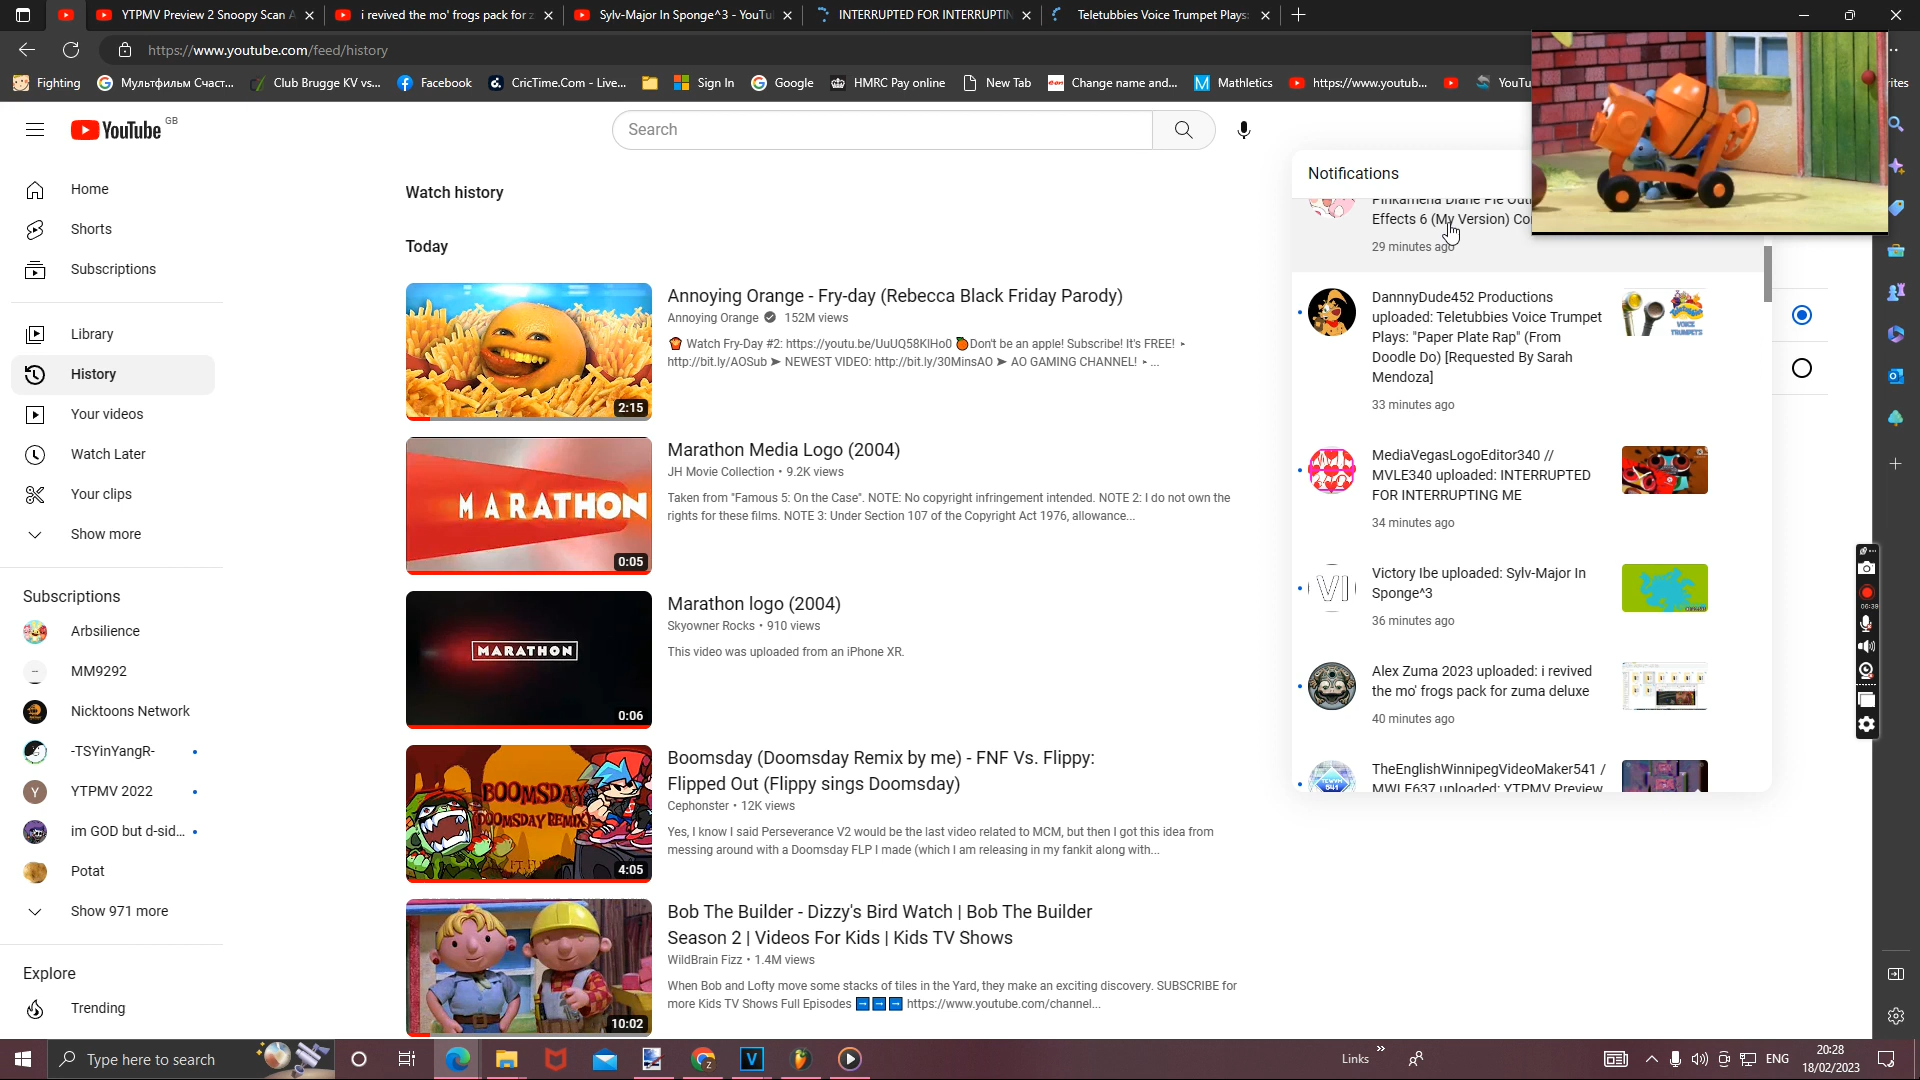 YTPMV Preview 2 Snoopy Scan A
i revived the mo' frogs pack for z
Sylv-Major In Sponge^3 - YouTu
INTERRUPTED FOR INTERRUPTIN
Teletubbies Voice Trumpet Plays:
https://www.youtube.com/feed/history
Fighting
Мультфильм Счаст...
Club Brugge KV vs...
Facebook
CricTime.Com - Live...
Sign In
Google
HMRC Pay online
New Tab
Change name and...
Mathletics
https://www.youtub...
YouTu
rites
YouTube GB
Search
Home
Shorts
Subscriptions
Library
History
Your videos
Watch Later
Your clips
Show more
Subscriptions
Arbsilience
MM9292
Nicktoons Network
-TSYinYangR-
YTPMV 2022
im GOD but d-sid...
Potat
Show 971 more
Explore
Trending
Watch history
Today
2:15
Annoying Orange - Fry-day (Rebecca Black Friday Parody)
Annoying Orange 152M views
Watch Fry-Day #2: https://youtu.be/UuUQ58KIHo0 Don't be an apple! Subscribe! It's FREE! ‣
http://bit.ly/AOSub ➤ NEWEST VIDEO: http://bit.ly/30MinsAO ➤ AO GAMING CHANNEL! ‣ ...
MARATHON
0:05
Marathon Media Logo (2004)
JH Movie Collection • 9.2K views
Taken from "Famous 5: On the Case". NOTE: No copyright infringement intended. NOTE 2: I do not own the
rights for these films. NOTE 3: Under Section 107 of the Copyright Act 1976, allowance...
MARATHON
0:06
Marathon logo (2004)
Skyowner Rocks • 910 views
This video was uploaded from an iPhone XR.
BOOMSDAY
DOOMSDAY REMIX
4:05
Boomsday (Doomsday Remix by me) - FNF Vs. Flippy:
Flipped Out (Flippy sings Doomsday)
Cephonster • 12K views
Yes, I know I said Perseverance V2 would be the last video related to MCM, but then I got this idea from
messing around with a Doomsday FLP I made (which I am releasing in my fankit along with...
10:02
Bob The Builder - Dizzy's Bird Watch | Bob The Builder
Season 2 | Videos For Kids | Kids TV Shows
WildBrain Fizz • 1.4M views
When Bob and Lofty move some stacks of tiles in the Yard, they make an exciting discovery. SUBSCRIBE for
more Kids TV Shows Full Episodes ➡➡➡ https://www.youtube.com/channel...
Notifications
Pinkamena Diane Pie Out
Effects 6 (My Version) Co
29 minutes ago
DannnyDude452 Productions
uploaded: Teletubbies Voice Trumpet
Plays: "Paper Plate Rap" (From
Doodle Do) [Requested By Sarah
Mendoza]
33 minutes ago
VOICE
TRUMPETS
MediaVegasLogoEditor340 //
MVLE340 uploaded: INTERRUPTED
FOR INTERRUPTING ME
34 minutes ago
VI
Victory Ibe uploaded: Sylv-Major In
Sponge^3
36 minutes ago
Alex Zuma 2023 uploaded: i revived
the mo' frogs pack for zuma deluxe
40 minutes ago
TheEnglishWinnipegVideoMaker541 /
MWLE637 uploaded: YTPMV Preview
06:39
Type here to search
Links
ENG
20:28
18/02/2023